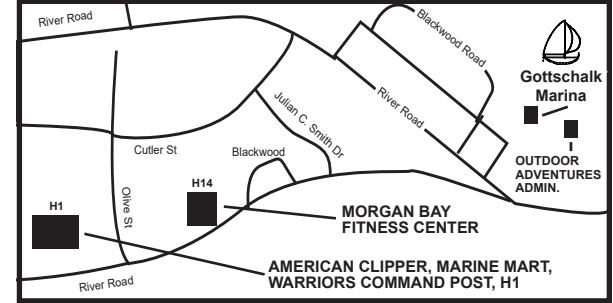 River Road
Blackwood Road
Gottschalk
Marina
Julian C. Smith Dr
River Road
Cutler St
Blackwood
OUTDOOR
ADVENTURES
ADMIN.
H14
Olive St
H1
MORGAN BAY
FITNESS CENTER
AMERICAN CLIPPER, MARINE MART,
WARRIORS COMMAND POST, H1
River Road